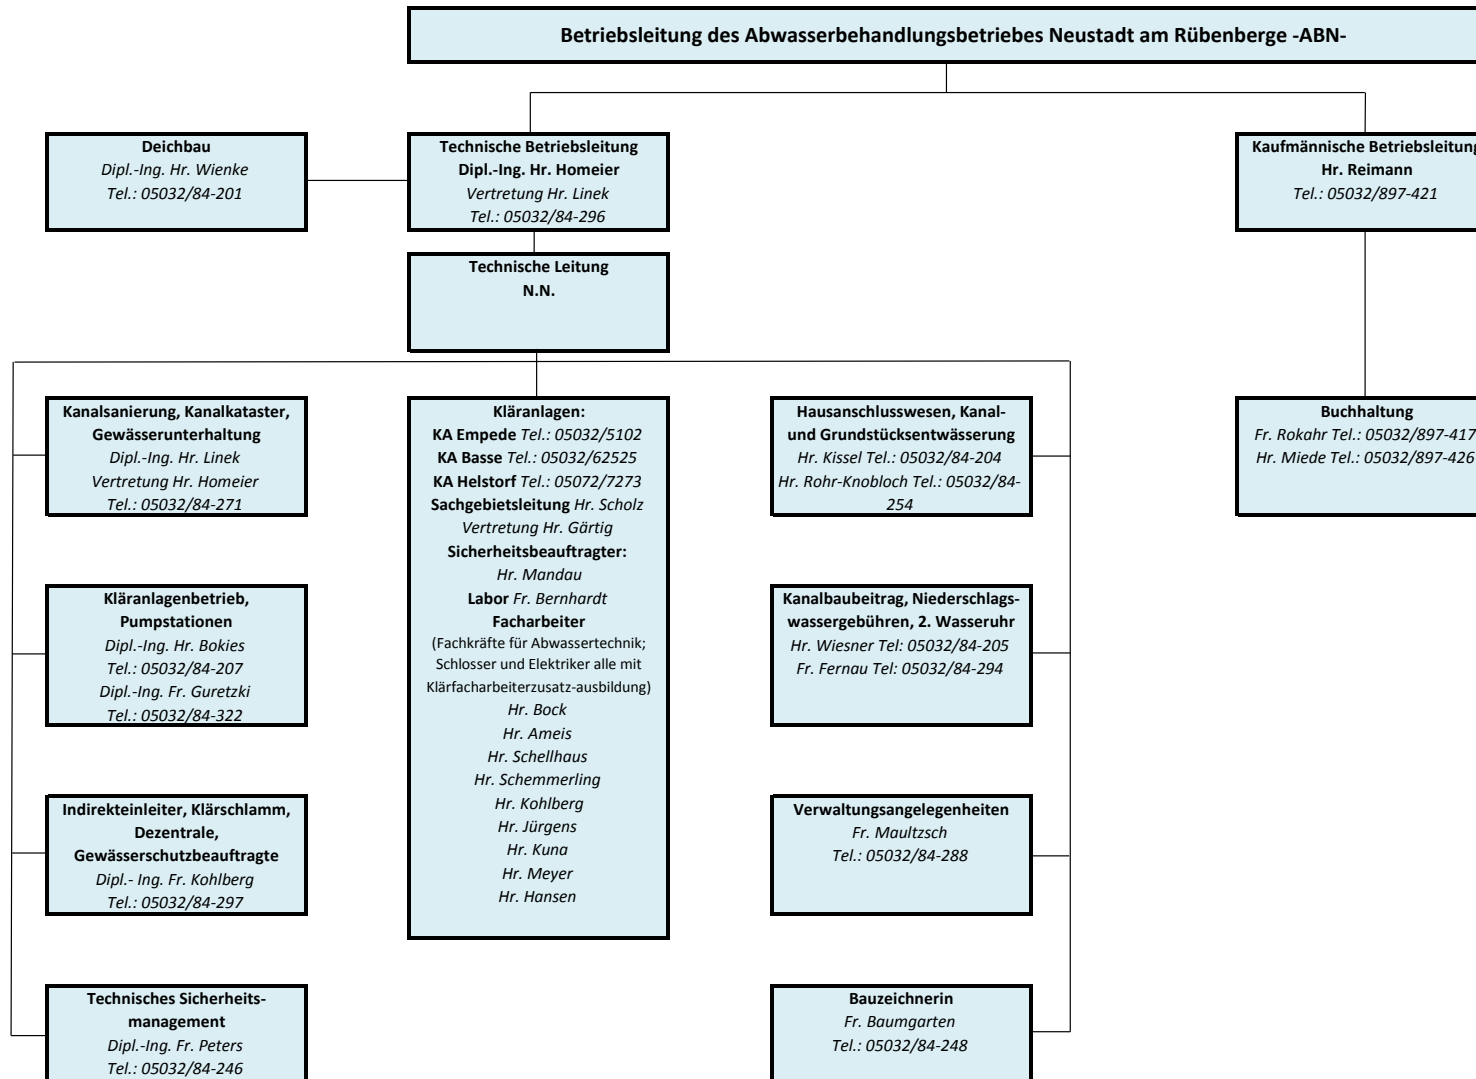 Betriebsleitung des Abwasserbehandlungsbetriebes Neustadt am Rübenberge -ABN-
Deichbau
Dipl.-Ing. Hr. Wienke
Tel.: 05032/84-201
Technische Betriebsleitung
Dipl.-Ing. Hr. Homeier
Vertretung Hr. Linek
Tel.: 05032/84-296
Kaufmännische Betriebsleitung
Hr. Reimann
Tel.: 05032/897-421
Technische Leitung
N.N.
Kanalsanierung, Kanalkataster,
Gewässerunterhaltung
Dipl.-Ing. Hr. Linek
Vertretung Hr. Homeier
Tel.: 05032/84-271
Kläranlagen:
KA Empede Tel.: 05032/5102
KA Basse Tel.: 05032/62525
KA Helstorf Tel.: 05072/7273
Sachgebietsleitung Hr. Scholz
Vertretung Hr. Gärtig
Sicherheitsbeauftragter:
Hr. Mandau
Labor Fr. Bernhardt
Facharbeiter
(Fachkräfte für Abwassertechnik;
Schlosser und Elektriker alle mit
Klärfacharbeiterzusatz-ausbildung)
Hr. Bock
Hr. Ameis
Hr. Schellhaus
Hr. Schemmerling
Hr. Kohlberg
Hr. Jürgens
Hr. Kuna
Hr. Meyer
Hr. Hansen
Hausanschlusswesen, Kanal-
und Grundstücksentwässerung
Hr. Kissel Tel.: 05032/84-204
Hr. Rohr-Knobloch Tel.: 05032/84-
254
Buchhaltung
Fr. Rokahr Tel.: 05032/897-417
Hr. Miede Tel.: 05032/897-426
Kläranlagenbetrieb,
Pumpstationen
Dipl.-Ing. Hr. Bokies
Tel.: 05032/84-207
Dipl.-Ing. Fr. Guretzki
Tel.: 05032/84-322
Kanalbaubeitrag, Niederschlags-
wassergebühren, 2. Wasseruhr
Hr. Wiesner Tel: 05032/84-205
Fr. Fernau Tel: 05032/84-294
Indirekteinleiter, Klärschlamm,
Dezentrale,
Gewässerschutzbeauftragte
Dipl.- Ing. Fr. Kohlberg
Tel.: 05032/84-297
Verwaltungsangelegenheiten
Fr. Maultzsch
Tel.: 05032/84-288
Technisches Sicherheits-
management
Dipl.-Ing. Fr. Peters
Tel.: 05032/84-246
Bauzeichnerin
Fr. Baumgarten
Tel.: 05032/84-248